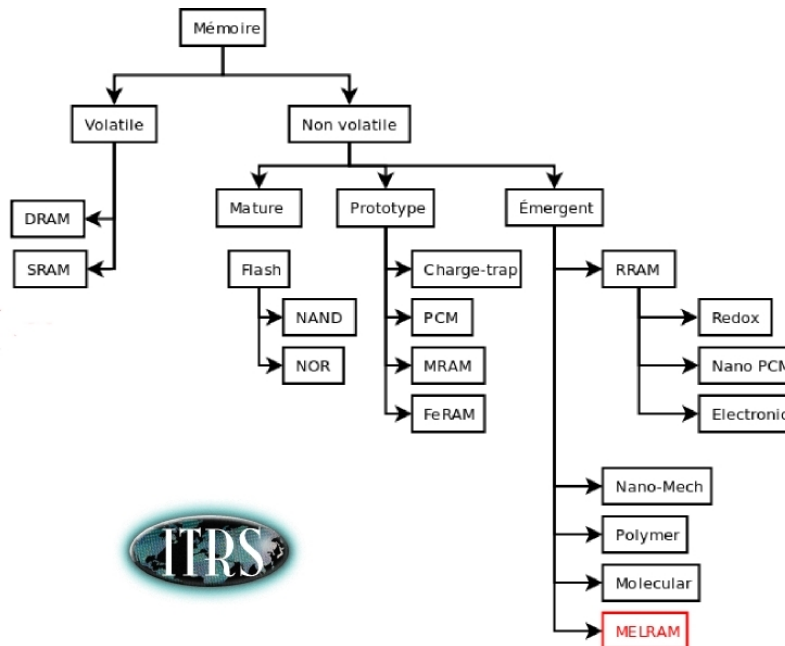 Mémoire
Volatile
Non volatile
DRAM
SRAM
Mature
Prototype
Émergent
Flash
NAND
NOR
Charge-trap
PCM
MRAM
FeRAM
RRAM
Redox
Nano PCM
Electronic
Nano-Mech
Polymer
Molecular
MELRAM
ITRS